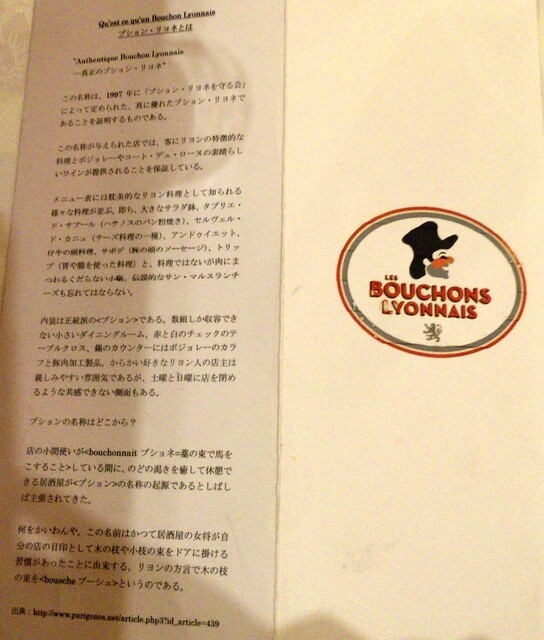 Qu'est ce qu'un Bouchon Lyonnais
ブション・リヨネとは
"Authentique Bouchon Lyonnais
―真正のブション・リヨネ"
この名称は、1997 年に「ブション・リヨネを守る会」
によって定められた、真に優れたブション・リヨネで
あることを証明するものである。
この名称が与えられた店では、客にリヨンの特徴的な
料理とボジョレーやコート・デュ・ローヌの素晴らし
いワインが提供されることを保証している。
メニュー表には耽美的なリヨン料理として知られる
様々な料理が並ぶ、即ち、大きなサラダ鉢、タブリエ・
ド・サプール（ハチノスのパン粉焼き）、セルヴェル・
ド・カニュ（チーズ料理の一種）、アンドゥイエット、
仔牛の頭料理、サボデ（豚の頭のソーセージ）、トリッ
プ（胃や腸を使った料理）と、料理ではないが肉にま
つわるくだらない小噺、伝説的なサン・マルスランチ
ーズも忘れてはならない。
内装は正統派の<ブション>である。数組しか収容でき
ない小さいダイニングルーム、赤と白のチェックのテ
ーブルクロス、錫のカウンターにはボジョレーのカラ
フと豚肉加工製品。からかい好きなリヨン人の店主は
親しみやすい雰囲気であるが、土曜と日曜に店を閉め
るような共感できない側面もある。
ブションの名称はどこから？
店の小間使いが<bouchonnait ブショネ=藁の束で馬を
こすること>している間に、のどの渇きを癒して休憩で
きる居酒屋が<ブション>の名称の起源であるとしばし
ば主張されてきた。
何をかいわんや。この名前はかつて居酒屋の女将が自
分の店の目印として木の枝や小枝の束をドアに掛ける
習慣があったことに由来する。リヨンの方言で木の枝
の束を<bousche ブーシュ>というのである。
出典：http://www.parigones.net/article.php3?id_article=439
LES
BOUCHONS
LYONNAIS